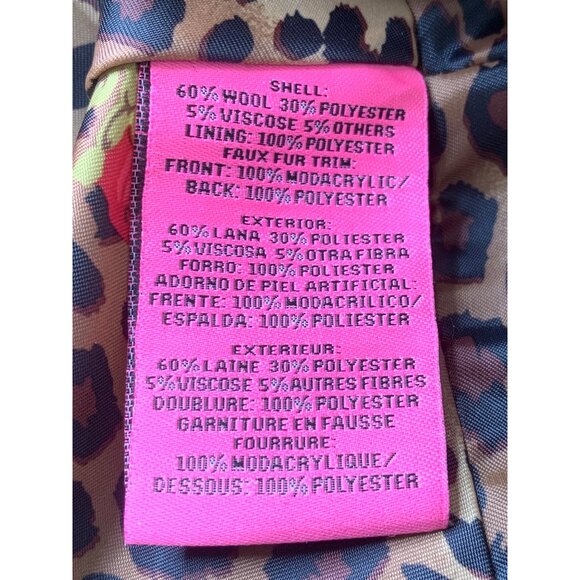 SHELL:
60% WOOL 30% POLYESTER
5% VISCOSE 5% OTHERS
LINING: 100% POLYESTER
FAUX FUR TRIM:
FRONT: 100% MODACRYLIC/
BACK: 100% POLYESTER
EXTERIOR:
60% LANA 30% POLIESTER
5% VISCOSA 5% OTRA FIBRA
FORRO: 100% POLIESTER
ADORNO DE PIEL ARTIFICIAL:
FRENTE: 100% MODACRILICO/
ESPALDA: 100% POLIESTER
EXTERIEUR:
60% LAINE 30% POLYESTER
5% VISCOSE 5% AUTRES FIBRES
DOUBLURE: 100% POLYESTER
GARNITURE EN FAUSSE
FOURRURE:
100% MODACRYLIQUE/
DESSOUS: 100% POLYESTER